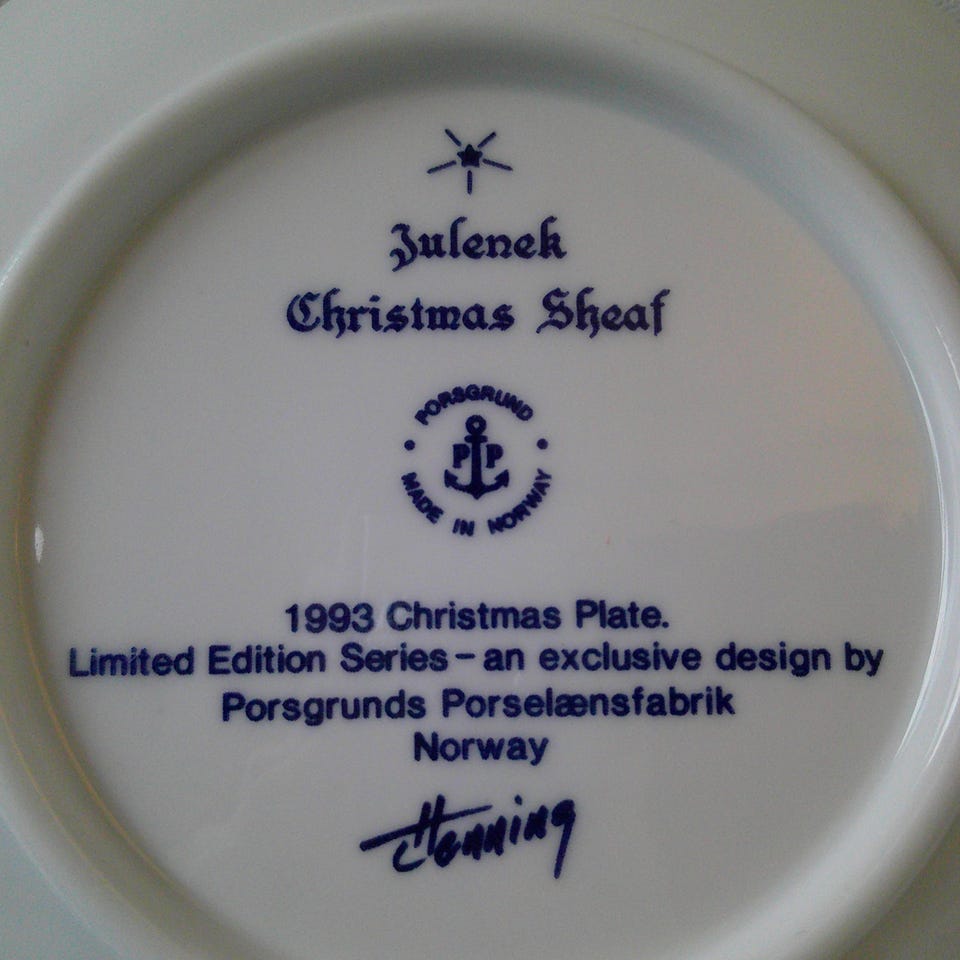 Julenek
Christmas Sheaf
PORSGRUND
PP
MADE IN NORWAY
1993 Christmas Plate.
Limited Edition Series – an exclusive design by
Porsgrunds Porselænsfabrik
Norway
Henning